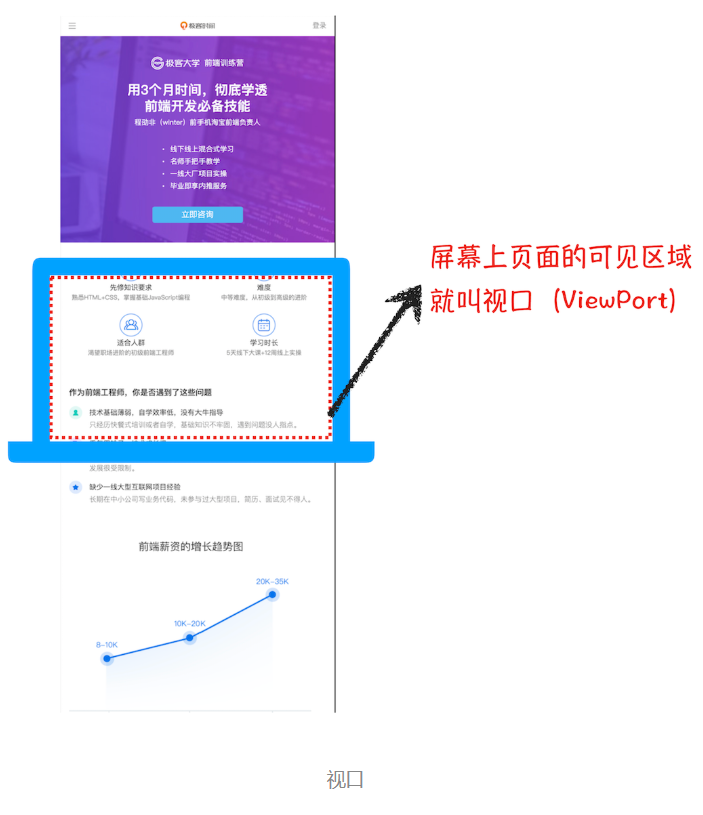 极客时间
登录
极客大学 前端训练营
用3个月时间，彻底学透
前端开发必备技能
程劭非（winter）前手机淘宝前端负责人
· 线下线上混合式学习
· 名师手把手教学
· 一线大厂项目实操
· 毕业即享内推服务
立即咨询
屏幕上页面的可见区域
就叫视口（ViewPort）
先修知识要求
难度
熟悉HTML+CSS，掌握基础JavaScript编程
中等难度，从初级到高级的进阶
适合人群
学习时长
渴望职场进阶的初级前端工程师
5天线下大课+12周线上实操
作为前端工程师，你是否遇到了这些问题
技术基础薄弱，自学效率低，没有大牛指导
只经历快餐式培训或者自学，基础知识不牢固，遇到问题没人指点。
发展很受限制。
缺少一线大型互联网项目经验
长期在中小公司写业务代码，未参与过大型项目，简历、面试见不得人。
前端薪资的增长趋势图
20K-35K
10K-20K
8-10K
视口